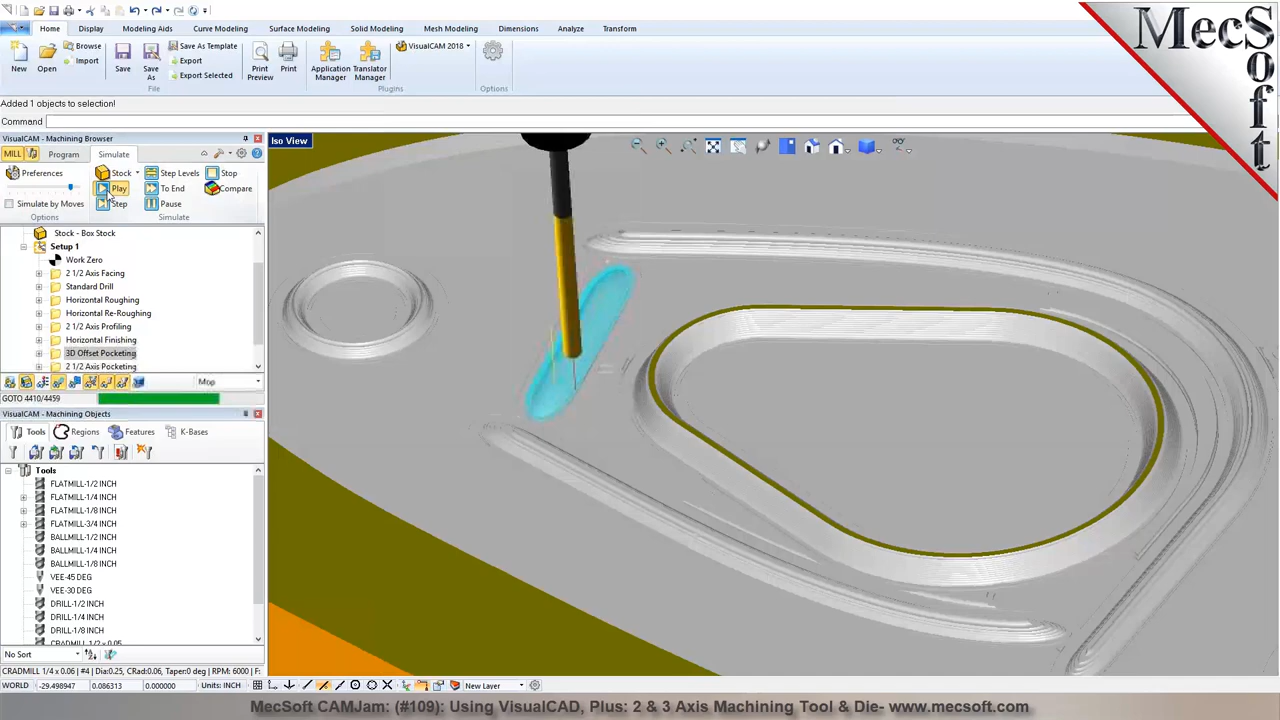 Home Display Modeling Aids Curve Modeling Surface Modeling Solid Modeling Mesh Modeling Dimensions Analyze Transform
New
Open
Browse
Import
Save
Save As
Save As Template
Export
Export Selected
Print Preview
Print
File
Application Manager
Translator Manager
VisualCAM 2018
Plugins
Options
MecSoft
Added 1 objects to selection!
Command
VisualCAM - Machining Browser
Iso View
MILL Program Simulate
Preferences
Simulate by Moves
Options
Stock
Play
Step
Step Levels
To End
Pause
Stop
Compare
Simulate
Stock - Box Stock
Setup 1
Work Zero
2 1/2 Axis Facing
Standard Drill
Horizontal Roughing
Horizontal Re-Roughing
2 1/2 Axis Profiling
Horizontal Finishing
3D Offset Pocketing
2 1/2 Axis Pocketing
Mop
GOTO 4410/4459
VisualCAM - Machining Objects
Tools Regions Features K-Bases
Tools
FLATMILL-1/2 INCH
FLATMILL-1/4 INCH
FLATMILL-1/8 INCH
FLATMILL-3/4 INCH
BALLMILL-1/2 INCH
BALLMILL-1/4 INCH
BALLMILL-1/8 INCH
VEE-45 DEG
VEE-30 DEG
DRILL-1/2 INCH
DRILL-1/4 INCH
DRILL-1/8 INCH
CRADMILL 1/2 x 0.05
No Sort
CRADMILL 1/4 x 0.06 | #4 | Dia:0.25, CRad:0.06, Taper:0 deg | RPM: 6000 | F:
WORLD -29.498947 0.086313 0.000000 Units: INCH New Layer
MecSoft CAMJam: (#109): Using VisualCAD, Plus: 2 & 3 Axis Machining Tool & Die- www.mecsoft.com